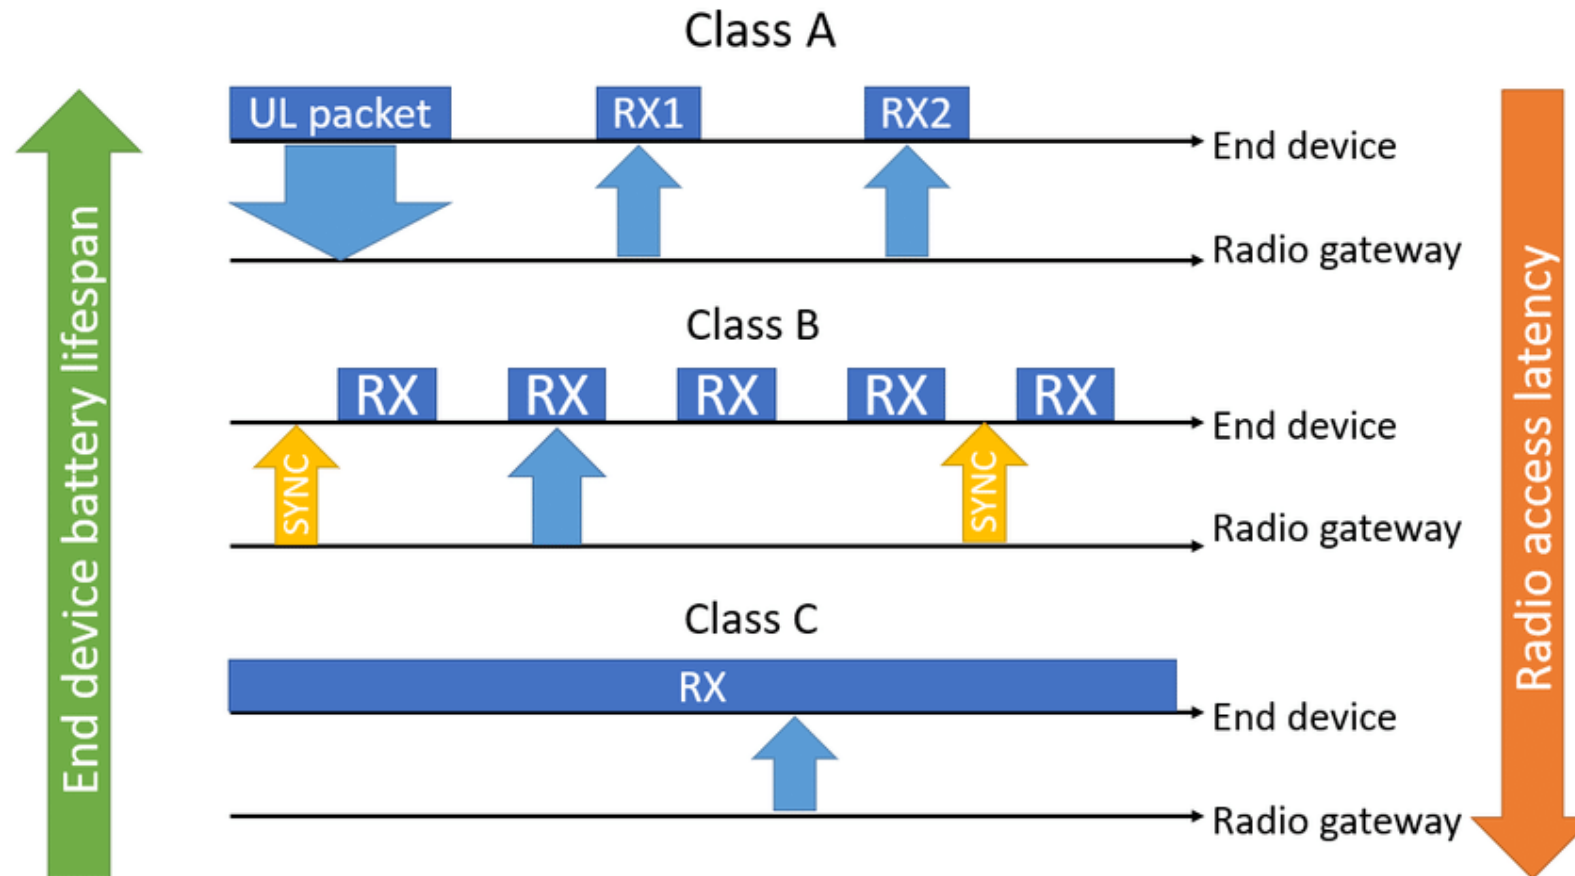 Class A
UL packet RX1 RX2
End device
Radio gateway
Class B
RX RX RX RX RX
End device
SYNC SYNC
Radio gateway
Class C
RX
End device
Radio gateway
End device battery lifespan
Radio access latency